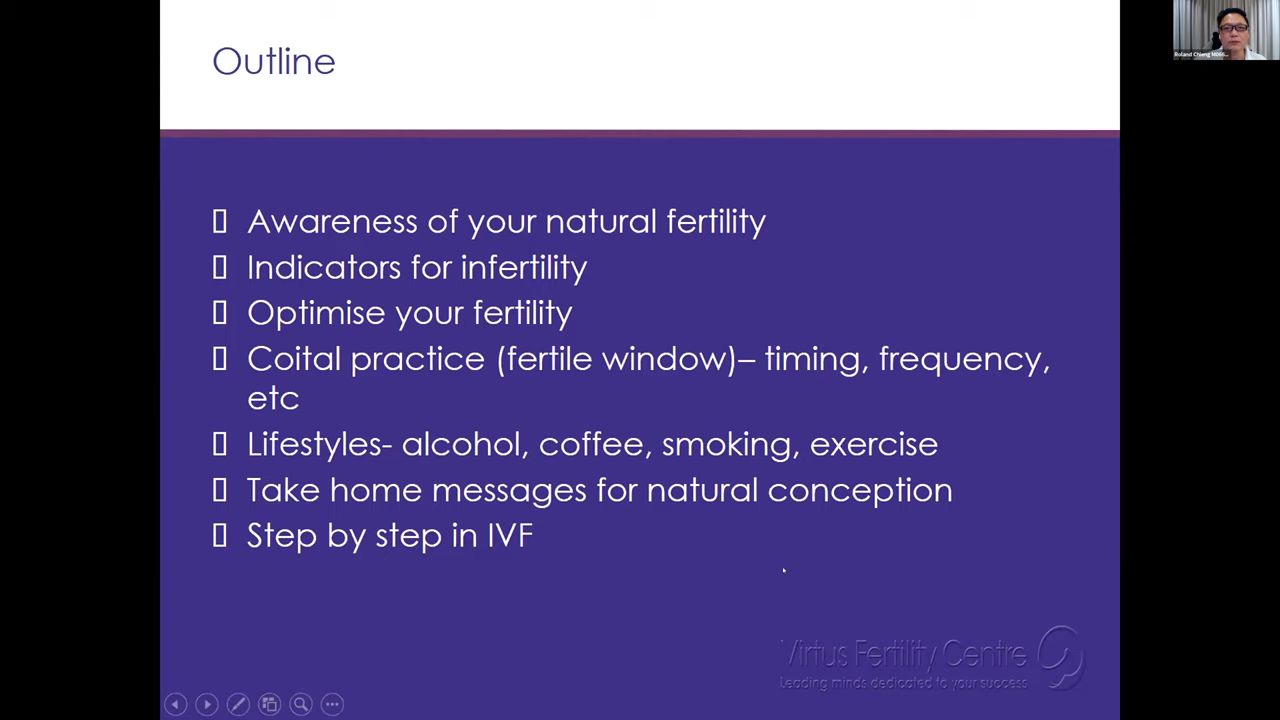 Outline
Roland Chieng
Awareness of your natural fertility
Indicators for infertility
Optimise your fertility
Coital practice (fertile window)– timing, frequency,
etc
Lifestyles- alcohol, coffee, smoking, exercise
Take home messages for natural conception
Step by step in IVF
Virtus Fertility Centre
Leading minds dedicated to your success